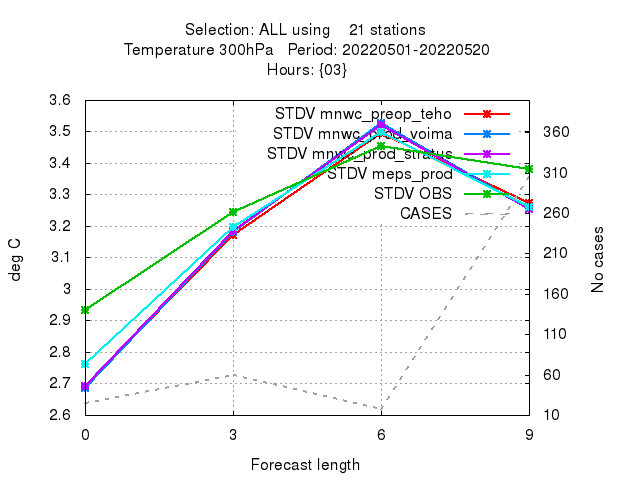 Selection: ALL using    21 stations
Temperature 300hPa   Period: 20220501-20220520
Hours: {03}
STDV mnwc_preop_teho
STDV mnwc_prod_voima
STDV mnwc_prod_stratus
STDV meps_prod
STDV OBS
CASES
3.6
3.5
3.4
3.3
3.2
3.1
3
2.9
2.8
2.7
2.6
deg C
360
310
260
210
160
110
60
10
No cases
0 3 6 9
Forecast length